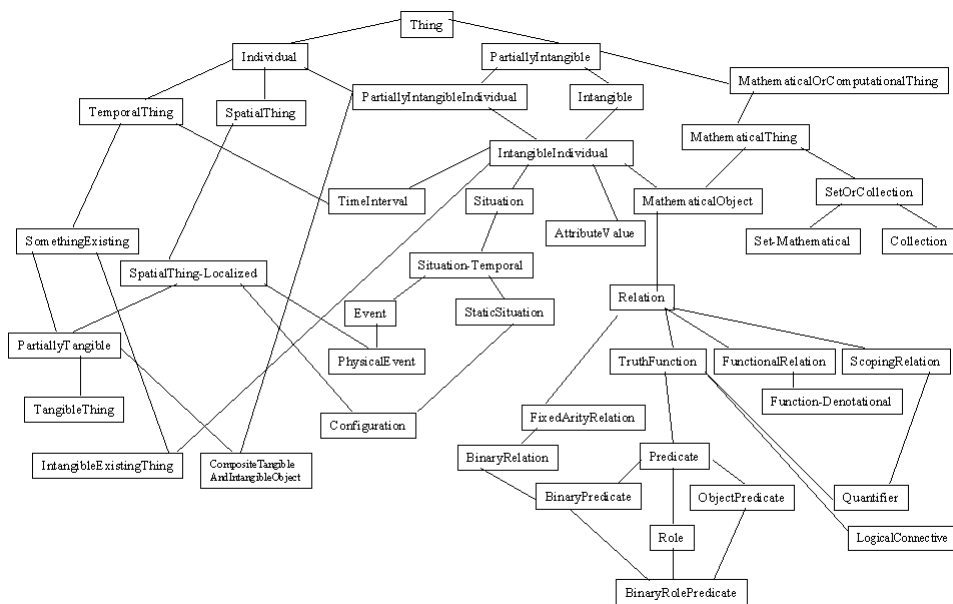 Thing
Individual
PartiallyIntangible
MathematicalOrComputationalThing
PartiallyIntangibleIndividual
Intangible
TemporalThing
SpatialThing
MathematicalThing
IntangibleIndividual
SetOrCollection
TimeInterval
Situation
MathematicalObject
AttributeValue
Set-Mathematical
Collection
SomethingExisting
SpatialThing-Localized
Situation-Temporal
Relation
Event
StaticSituation
PartiallyTangible
PhysicalEvent
TruthFunction
FunctionalRelation
ScopingRelation
TangibleThing
Function-Denotational
Configuration
FixedArityRelation
IntangibleExistingThing
CompositeTangible
AndIntangibleObject
BinaryRelation
Predicate
BinaryPredicate
ObjectPredicate
Quantifier
Role
LogicalConnective
BinaryRolePredicate